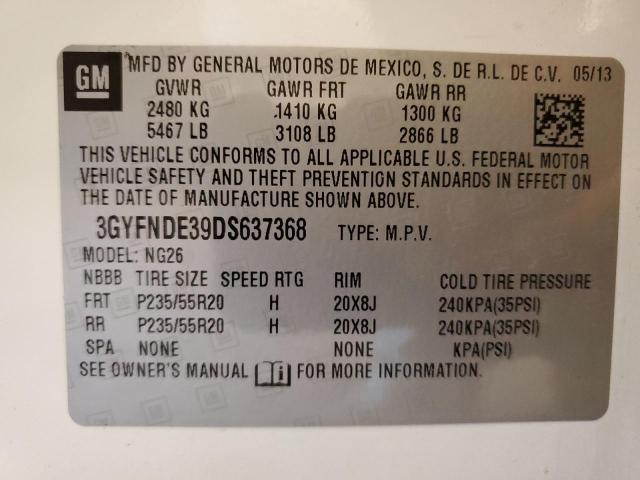 GM
MFD BY GENERAL MOTORS DE MEXICO, S. DE R.L. DE C.V. 05/13
GVWR GAWR FRT GAWR RR
2480 KG 1410 KG 1300 KG
5467 LB 3108 LB 2866 LB
THIS VEHICLE CONFORMS TO ALL APPLICABLE U.S. FEDERAL MOTOR
VEHICLE SAFETY AND THEFT PREVENTION STANDARDS IN EFFECT ON
THE DATE OF MANUFACTURE SHOWN ABOVE.
3GYFNDE39DS637368 TYPE: M.P.V.
MODEL: NG26
NBBB TIRE SIZE SPEED RTG RIM COLD TIRE PRESSURE
FRT P235/55R20 H 20X8J 240KPA(35PSI)
RR P235/55R20 H 20X8J 240KPA(35PSI)
SPA NONE NONE KPA(PSI)
SEE OWNER'S MANUAL i FOR MORE INFORMATION.